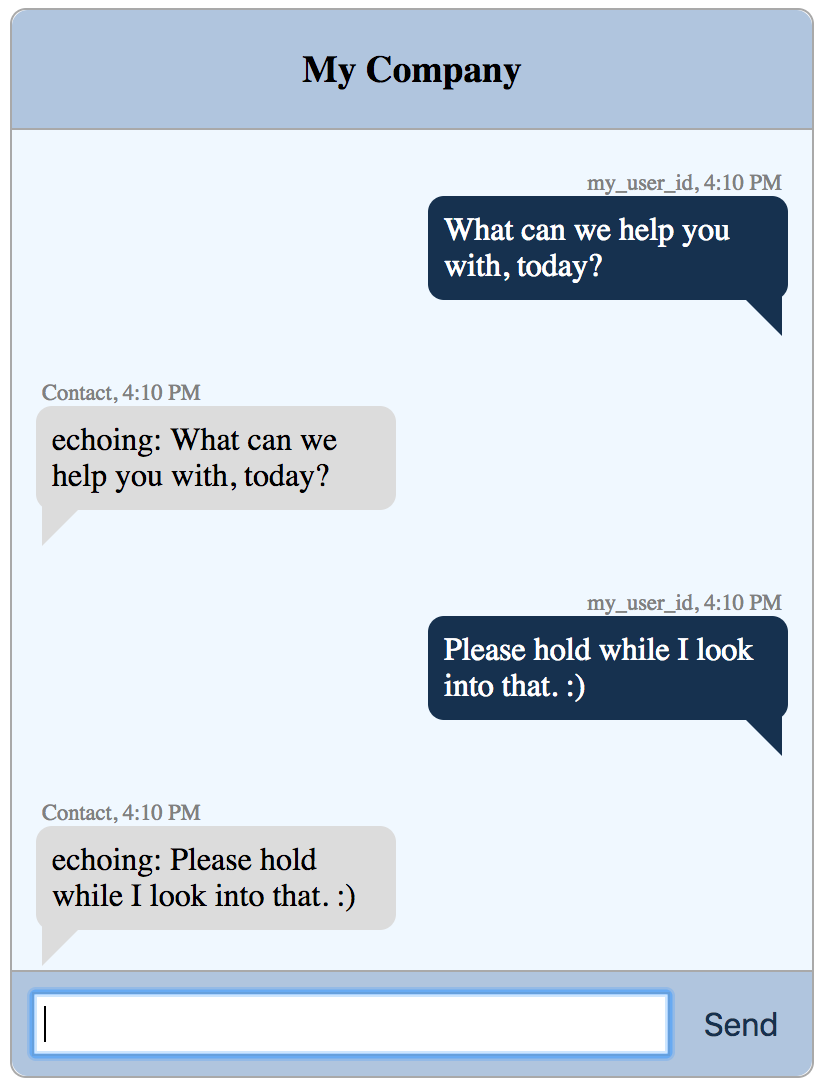 My Company
my_user_id, 4:10 PM
What can we help you
with, today?
Contact, 4:10 PM
echoing: What can we
help you with, today?
my_user_id, 4:10 PM
Please hold while I look
into that. :)
Contact, 4:10 PM
echoing: Please hold
while I look into that. :)
Send